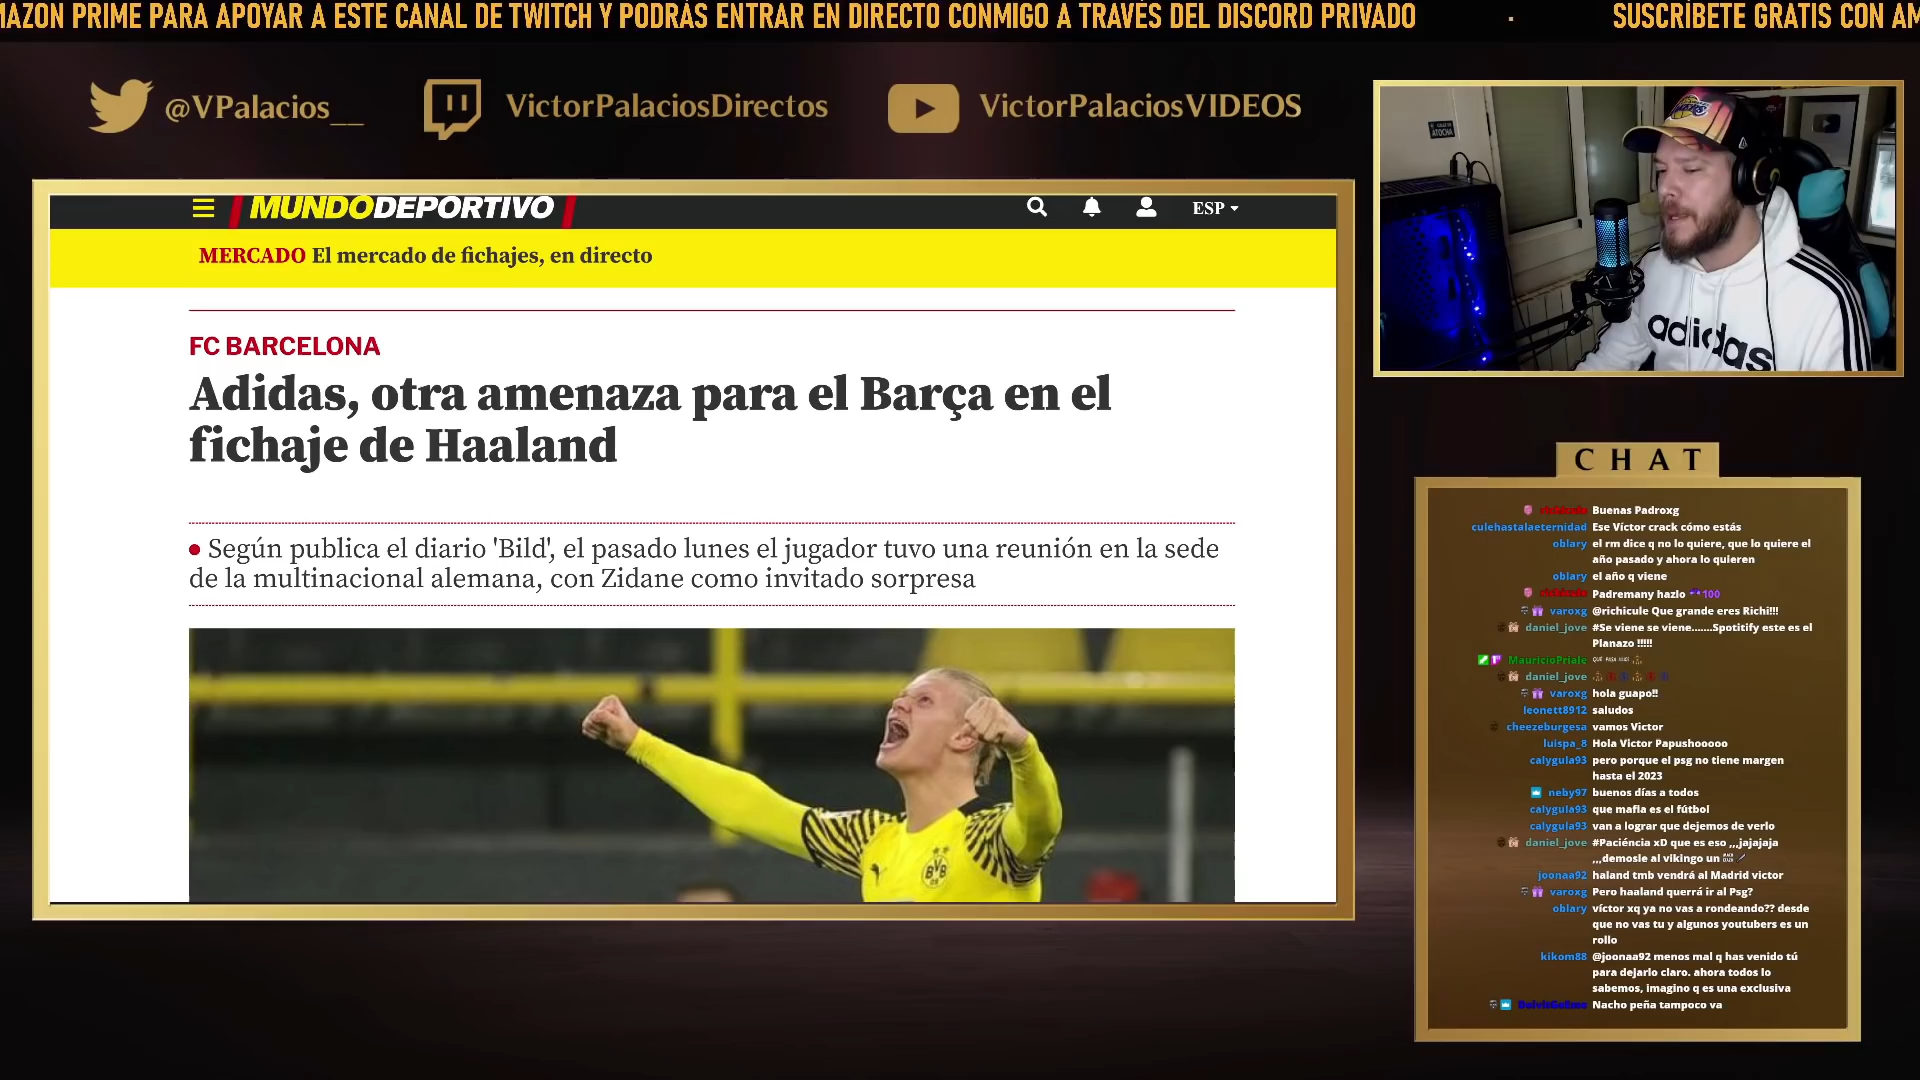 MAZON PRIME PARA APOYAR A ESTE CANAL DE TWITCH Y PODRÁS ENTRAR EN DIRECTO CONMIGO A TRAVÉS DEL DISCORD PRIVADO · SUSCRÍBETE GRATIS CON AM
@VPalacios__ VictorPalaciosDirectos VictorPalaciosVIDEOS
MUNDODEPORTIVO ESP
MERCADO El mercado de fichajes, en directo
FC BARCELONA
Adidas, otra amenaza para el Barça en el
fichaje de Haaland
Según publica el diario 'Bild', el pasado lunes el jugador tuvo una reunión en la sede
de la multinacional alemana, con Zidane como invitado sorpresa
BVB
09
ATOCHA
adidas
CHAT
richicule Buenas Padroxg
culehastalaeternidad Ese Víctor crack cómo estás
oblary el rm dice q no lo quiere, que lo quiere el
año pasado y ahora lo quieren
oblary el año q viene
richicule Padremany hazlo 100
varoxg @richicule Que grande eres Richi!!!
daniel_jove #Se viene se viene.......Spotitify este es el
Planazo !!!!!
MauricioPriale
daniel_jove
varoxg hola guapo!!
leonett8912 saludos
cheezeburgesa vamos Victor
luispa_8 Hola Victor Papushooooo
calygula93 pero porque el psg no tiene margen
hasta el 2023
neby97 buenos días a todos
calygula93 que mafia es el fútbol
calygula93 van a lograr que dejemos de verlo
daniel_jove #Paciéncia xD que es eso ,,,jajajaja
,,,demosle al vikingo un
joonaa92 haland tmb vendrá al Madrid victor
varoxg Pero haaland querrá ir al Psg?
oblary víctor xq ya no vas a rondeando?? desde
que no vas tu y algunos youtubers es un
rollo
kikom88 @joonaa92 menos mal q has venido tú
para dejarlo claro. ahora todos lo
sabemos, imagino q es una exclusiva
Nacho peña tampoco va